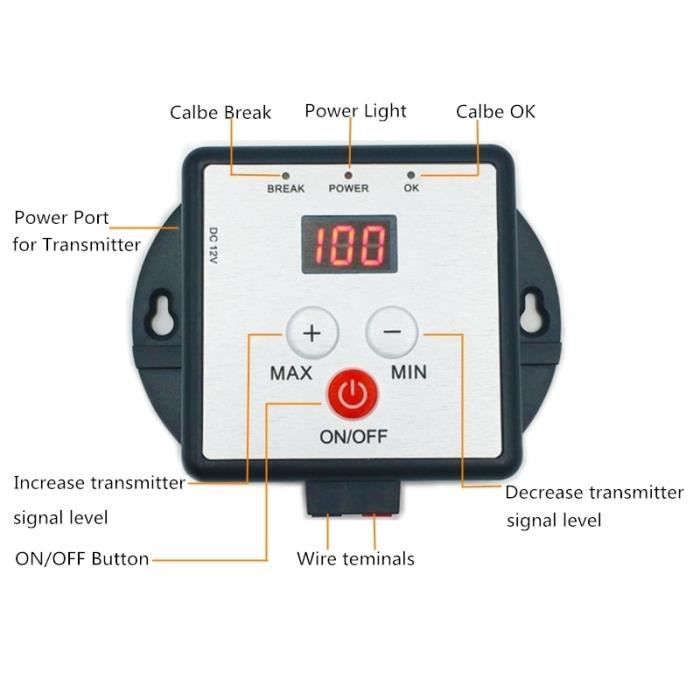 Calbe Break
Power Light
Calbe OK
BREAK
POWER
OK
Power Port
for Transmitter
DC 12V
100
+
−
MAX
MIN
ON/OFF
Increase transmitter
signal level
Decrease transmitter
signal level
ON/OFF Button
Wire teminals